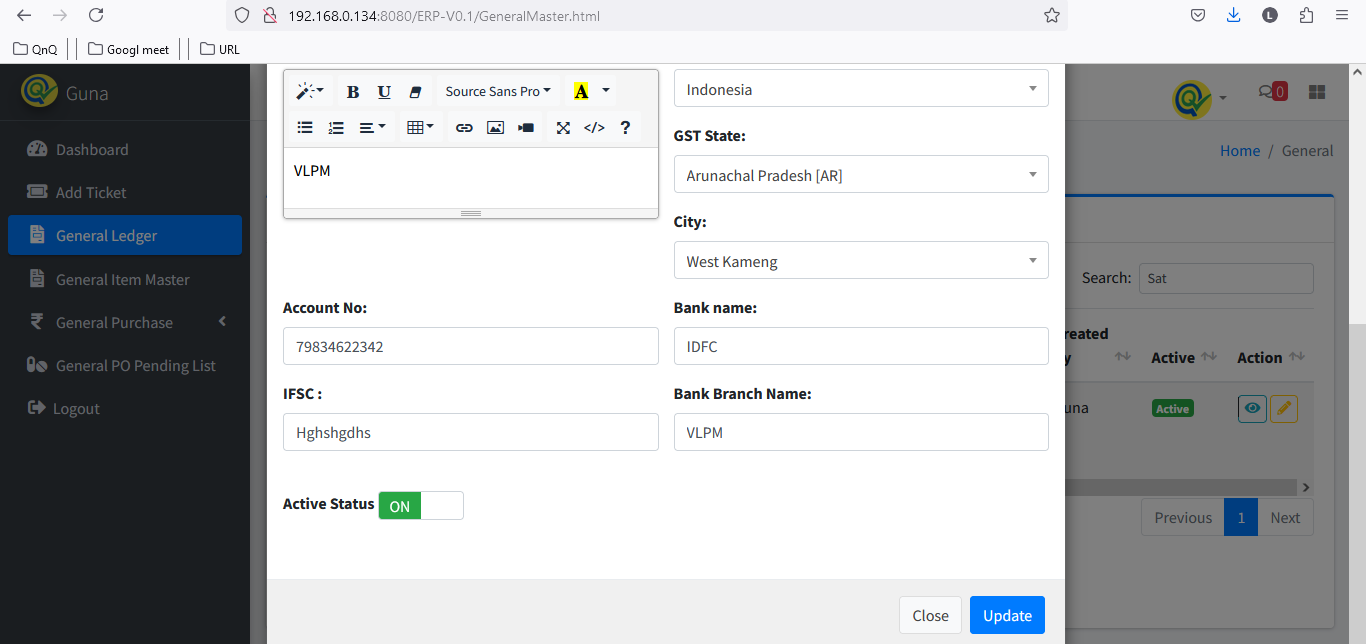 192.168.0.134:8080/ERP-V0.1/GeneralMaster.html
L
QnQ
Googl meet
URL
Guna
Dashboard
Add Ticket
General Ledger
General Item Master
General Purchase
General PO Pending List
Logout
B U Source Sans Pro A
</> ?
VLPM
Indonesia
GST State:
Arunachal Pradesh [AR]
City:
West Kameng
Account No:
79834622342
Bank name:
IDFC
IFSC :
Hghshgdhs
Bank Branch Name:
VLPM
Active Status ON
Close
Update
0
Home / General
Search: Sat
reated
y
Active
Action
una
Active
Previous
1
Next